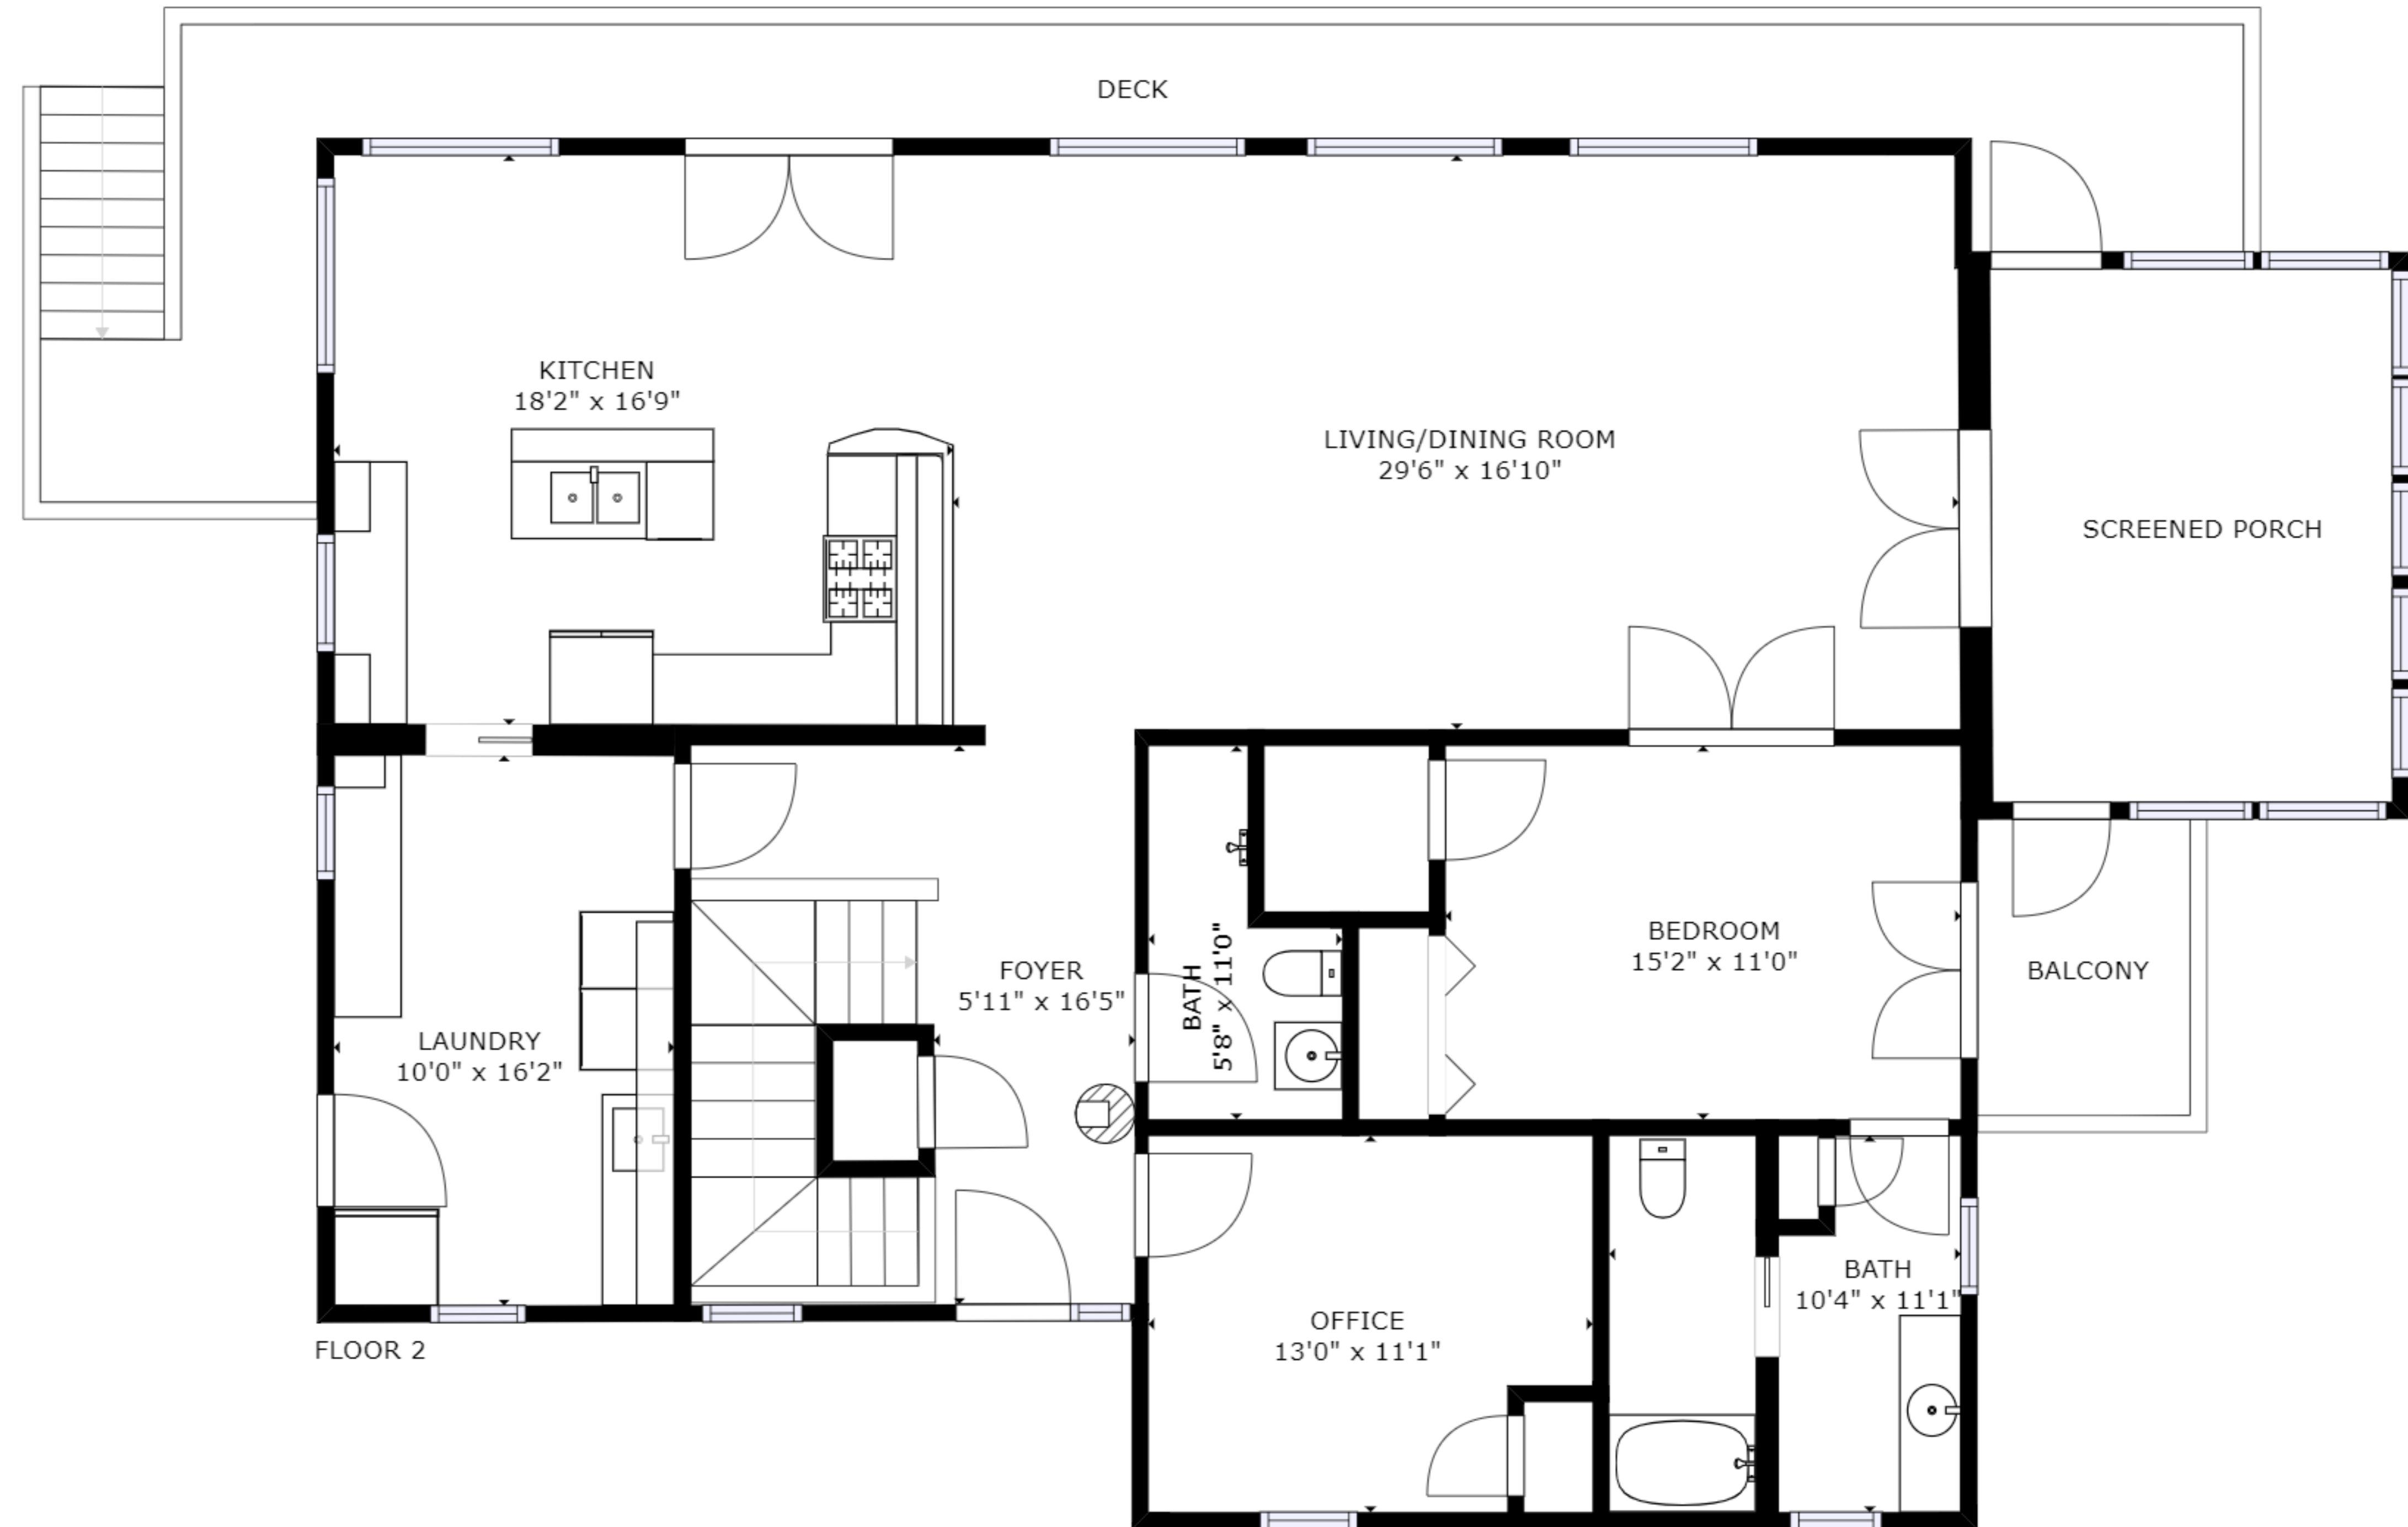 DECK
KITCHEN
18'2" x 16'9"
LIVING/DINING ROOM
29'6" x 16'10"
SCREENED PORCH
FOYER
5'11" x 16'5"
BATH
5'8" x 11'0"
BEDROOM
15'2" x 11'0"
BALCONY
LAUNDRY
10'0" x 16'2"
BATH
10'4" x 11'1"
OFFICE
13'0" x 11'1"
FLOOR 2